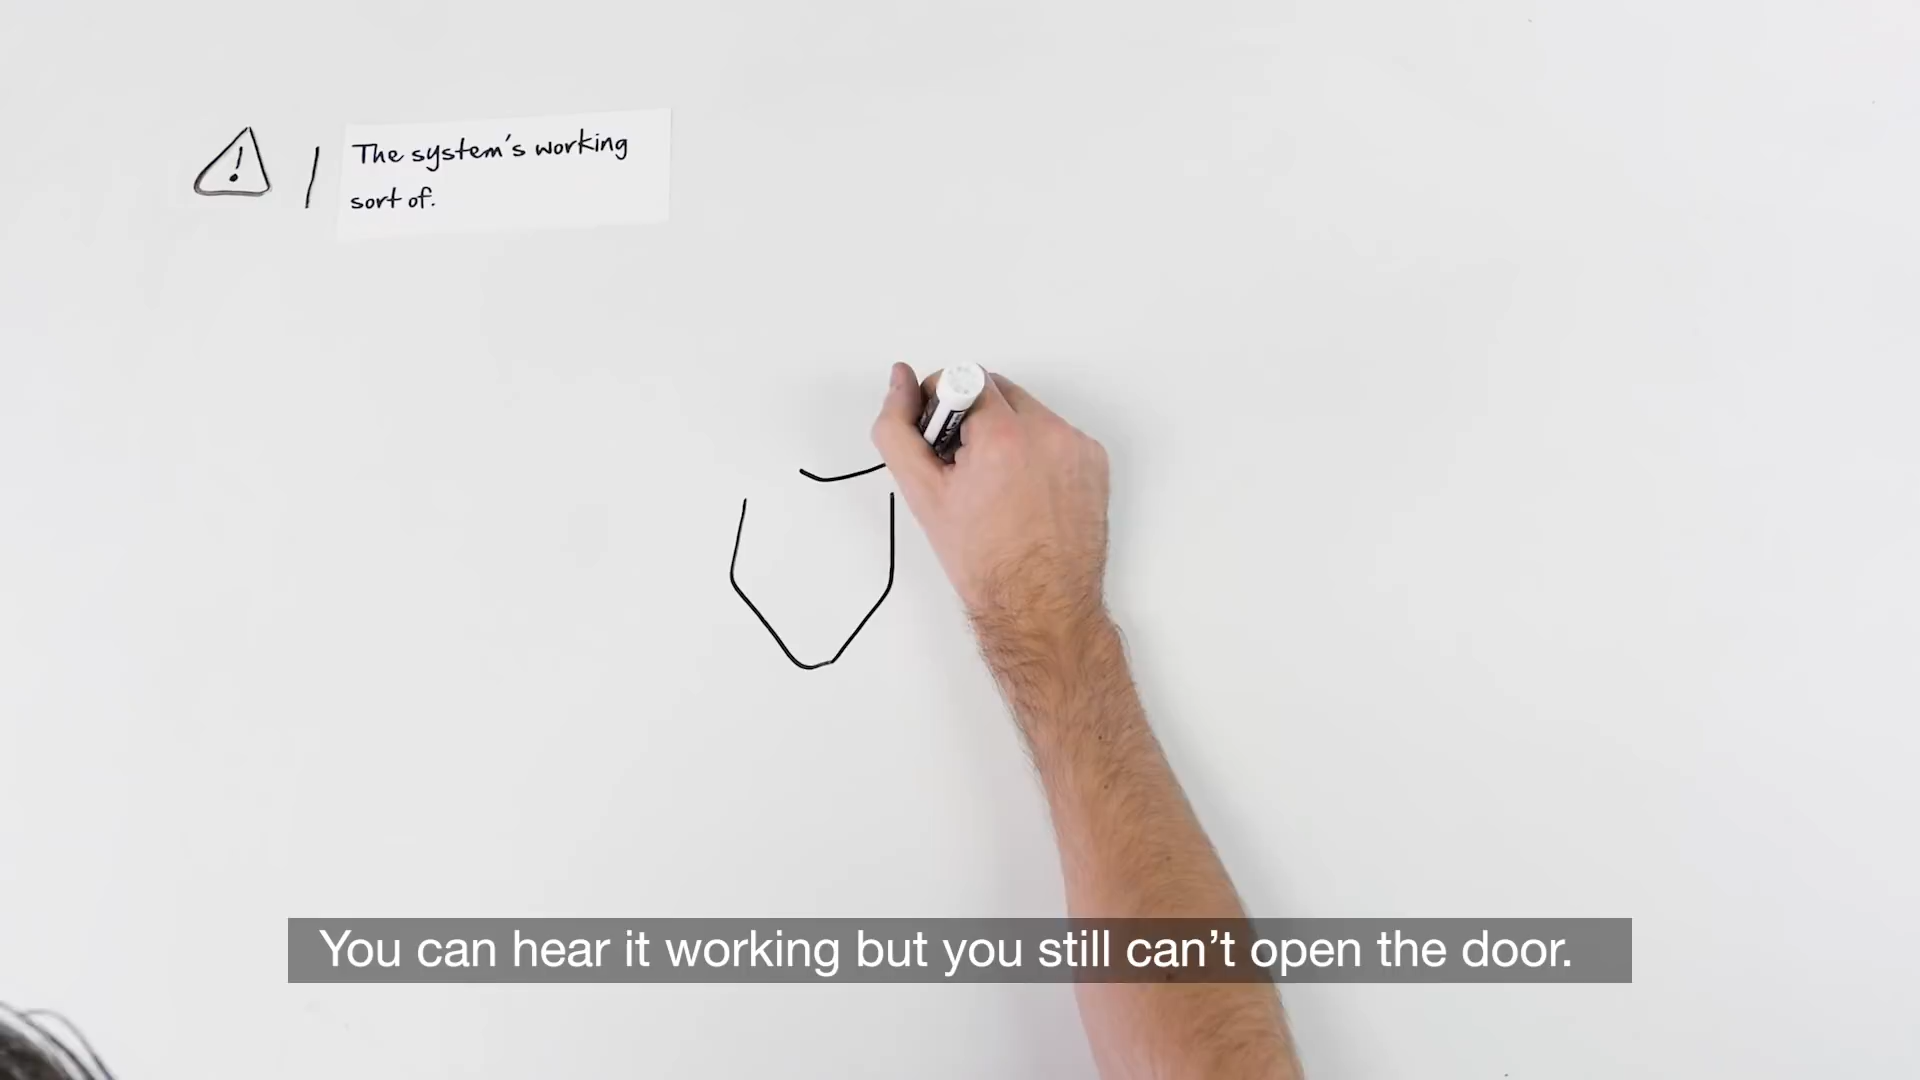 The system's working
sort of.
You can hear it working but you still can’t open the door.